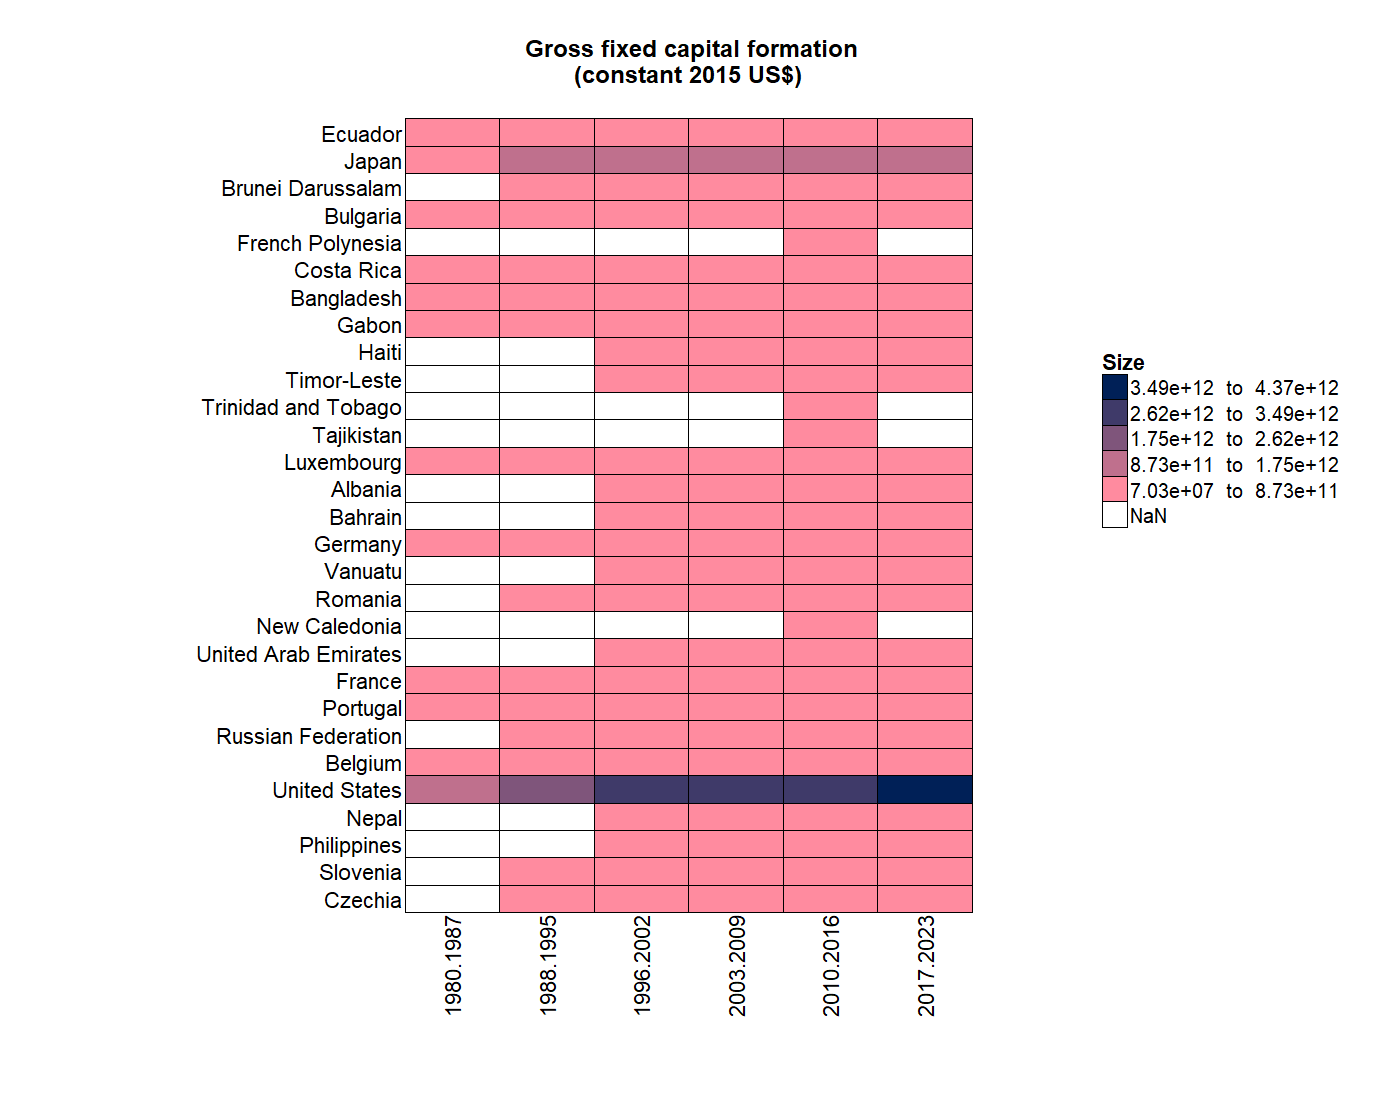 Gross fixed capital formation
(constant 2015 US$)
Ecuador
Japan
Brunei Darussalam
Bulgaria
French Polynesia
Costa Rica
Bangladesh
Gabon
Haiti
Timor-Leste
Trinidad and Tobago
Tajikistan
Luxembourg
Albania
Bahrain
Germany
Vanuatu
Romania
New Caledonia
United Arab Emirates
France
Portugal
Russian Federation
Belgium
United States
Nepal
Philippines
Slovenia
Czechia
1980.1987
1988.1995
1996.2002
2003.2009
2010.2016
2017.2023
Size
3.49e+12 to 4.37e+12
2.62e+12 to 3.49e+12
1.75e+12 to 2.62e+12
8.73e+11 to 1.75e+12
7.03e+07 to 8.73e+11
NaN